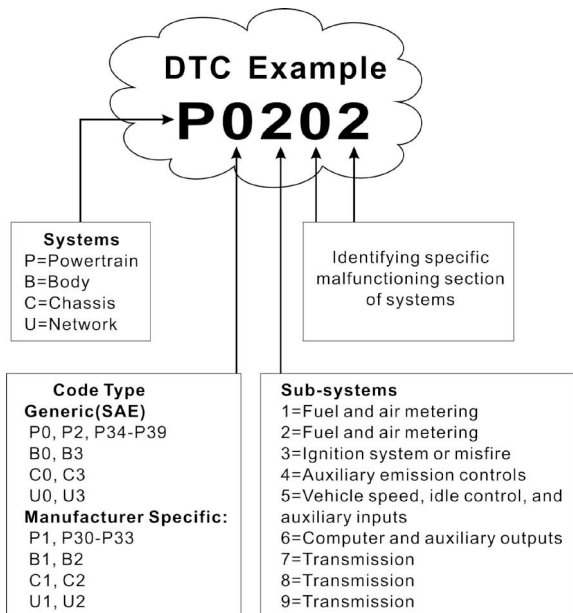 DTC Example
P0202
Systems
P=Powertrain
B=Body
C=Chassis
U=Network
Identifying specific
malfunctioning section
of systems
Code Type
Generic(SAE)
P0, P2, P34-P39
B0, B3
C0, C3
U0, U3
Manufacturer Specific:
P1, P30-P33
B1, B2
C1, C2
U1, U2
Sub-systems
1=Fuel and air metering
2=Fuel and air metering
3=Ignition system or misfire
4=Auxiliary emission controls
5=Vehicle speed, idle control, and
auxiliary inputs
6=Computer and auxiliary outputs
7=Transmission
8=Transmission
9=Transmission